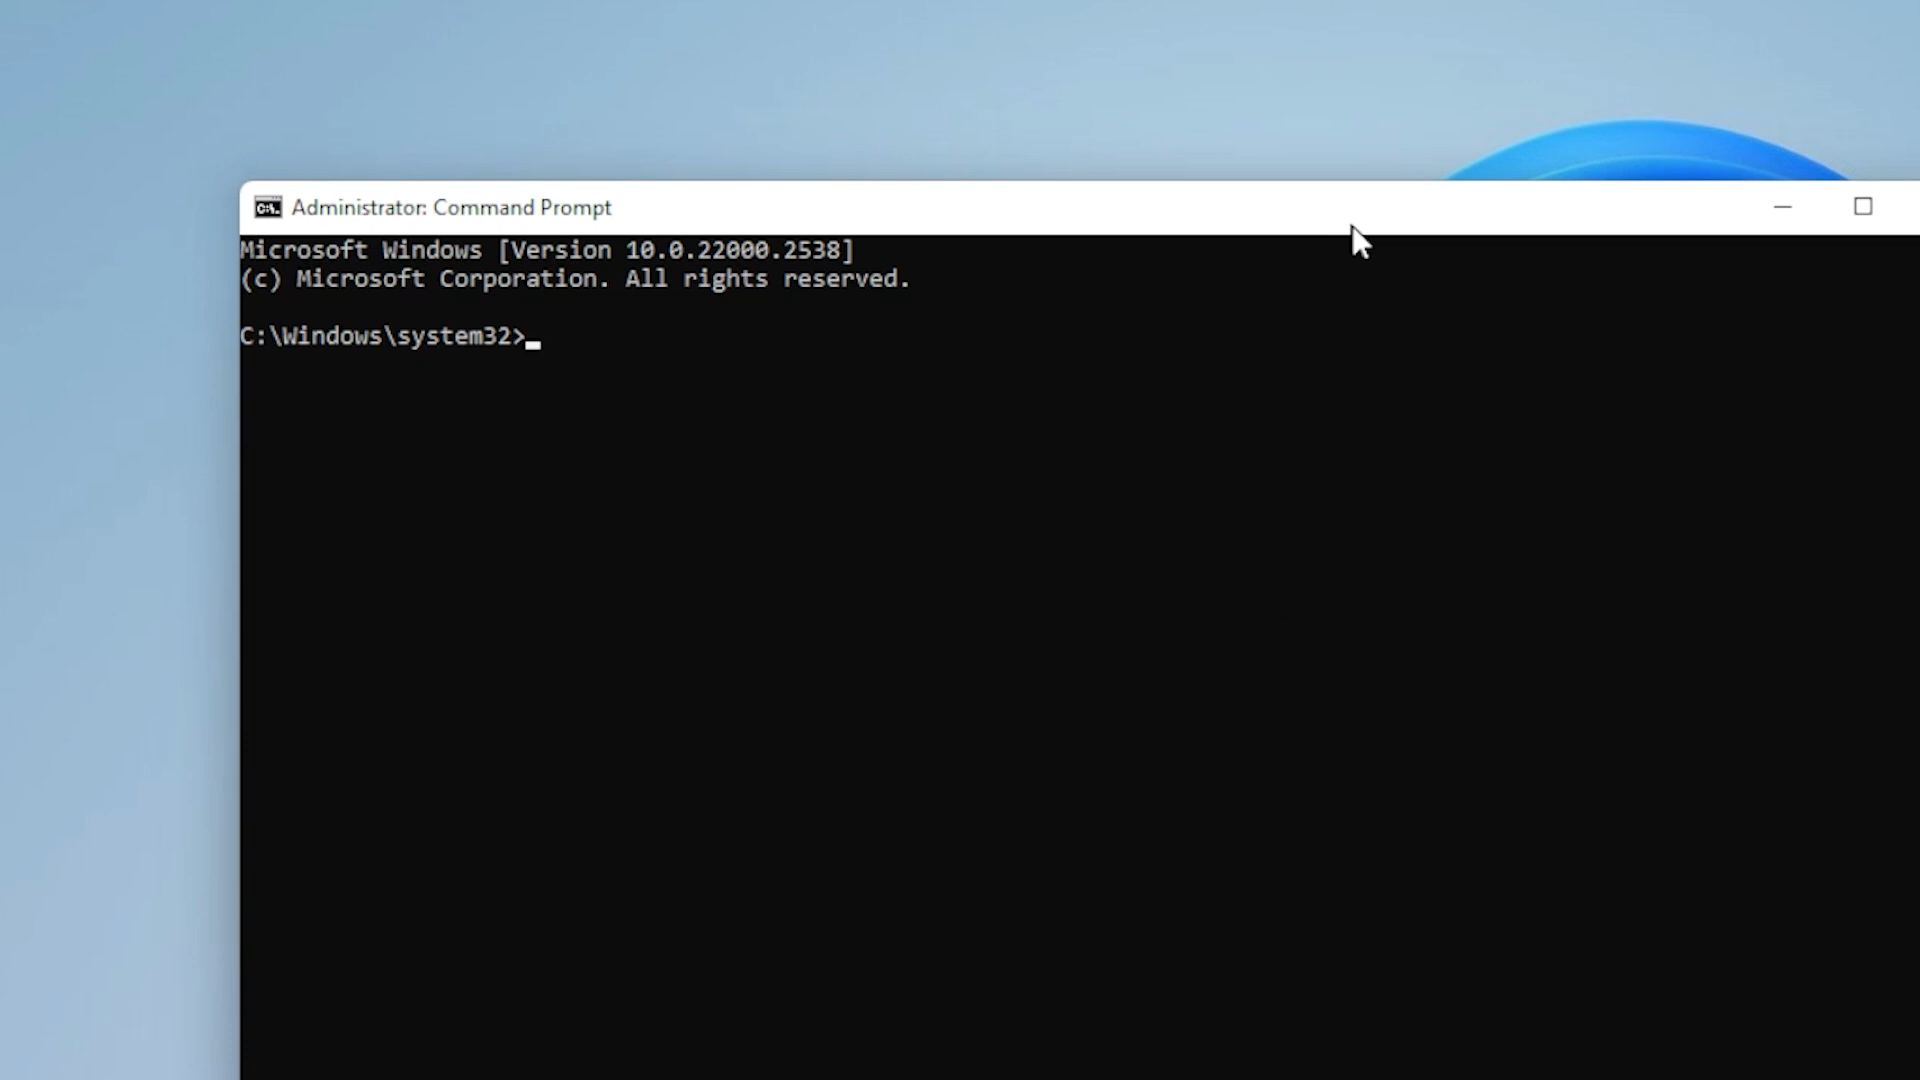 Administrator: Command Prompt
Microsoft Windows [Version 10.0.22000.2538]
(c) Microsoft Corporation. All rights reserved.
C:\Windows\system32>